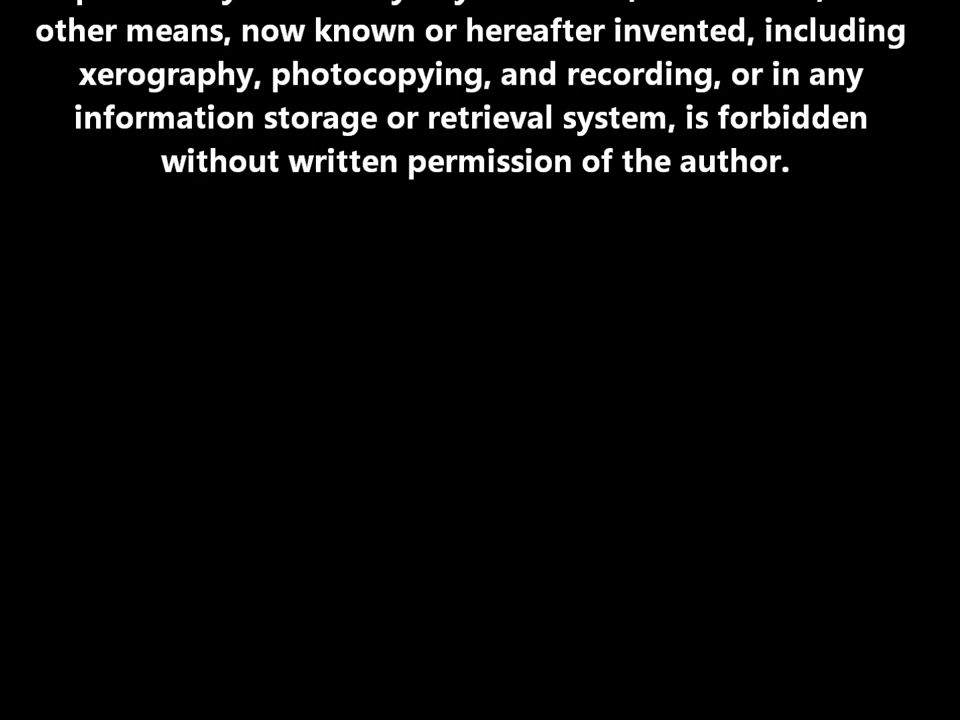 other means, now known or hereafter invented, including
xerography, photocopying, and recording, or in any
information storage or retrieval system, is forbidden
without written permission of the author.